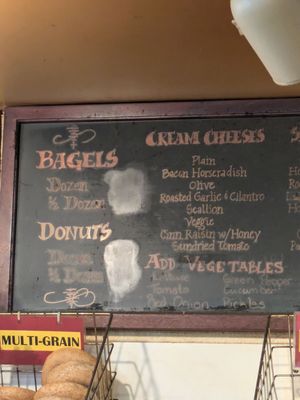 BAGELS
Dozen
½ Dozen
DONUTS
Dozen
½ Dozen
CREAM CHEESES
Plain
Bacon Horseradish
Olive
Roasted Garlic & Cilantro
Scallion
Veggie
Cinn Raisin w/Honey
Sundried Tomato
ADD VEGETABLES
Lettuce
Tomato
Red Onion
Green Pepper
Cucumber
Pickles
MULTI-GRAIN